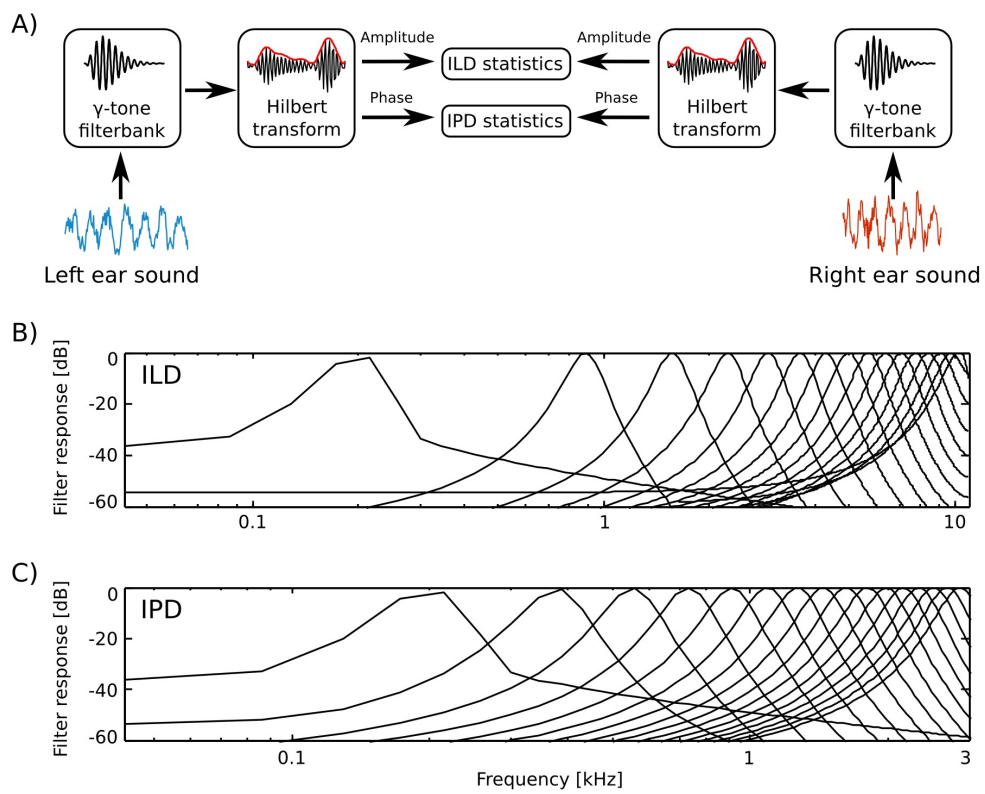 A)
γ-tone
filterbank
Hilbert
transform
Amplitude
Phase
ILD statistics
IPD statistics
Amplitude
Phase
Hilbert
transform
γ-tone
filterbank
Left ear sound
Right ear sound
B)
Filter response [dB]
0
-20
-40
-60
ILD
0.1
1
10
C)
Filter response [dB]
0
-20
-40
-60
IPD
0.1
1
3
Frequency [kHz]